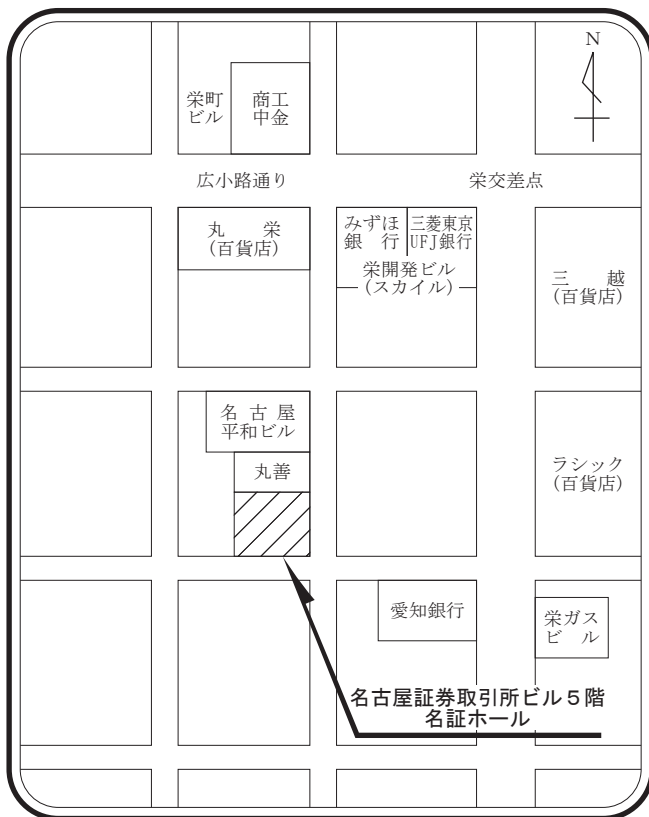 N
栄町
ビル
商工
中金
広小路通り
栄交差点
丸　栄
(百貨店)
みずほ
銀　行
三菱東京
UFJ銀行
栄開発ビル
(スカイル)
三　越
(百貨店)
名 古 屋
平和ビル
丸善
ラシック
(百貨店)
愛知銀行
栄ガス
ビ　ル
名古屋証券取引所ビル５階
名証ホール